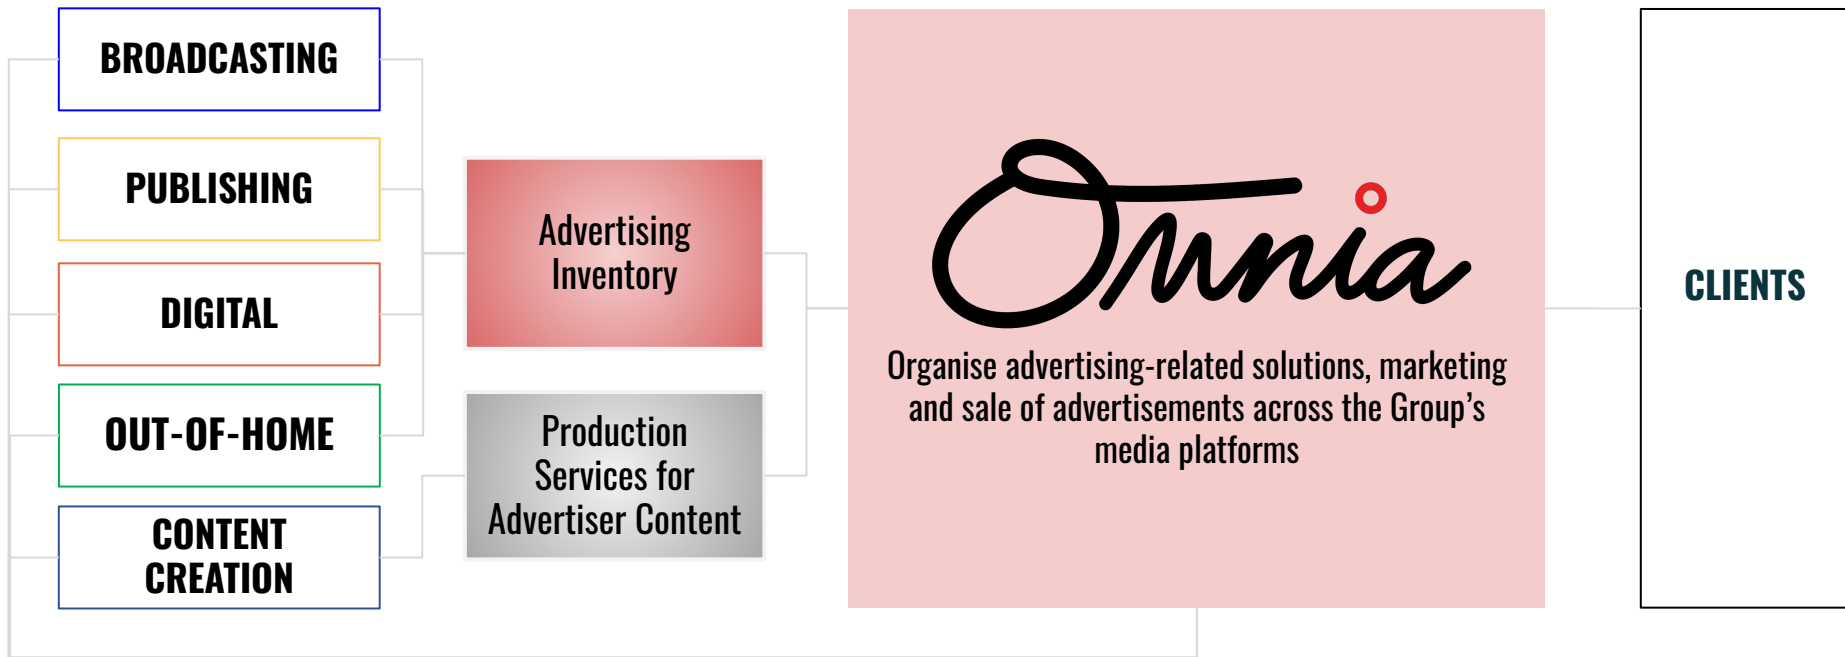 BROADCASTING
PUBLISHING
DIGITAL
OUT-OF-HOME
CONTENT
CREATION
Advertising
Inventory
Production
Services for
Advertiser Content
Omnia
Organise advertising-related solutions, marketing
and sale of advertisements across the Group’s
media platforms
CLIENTS